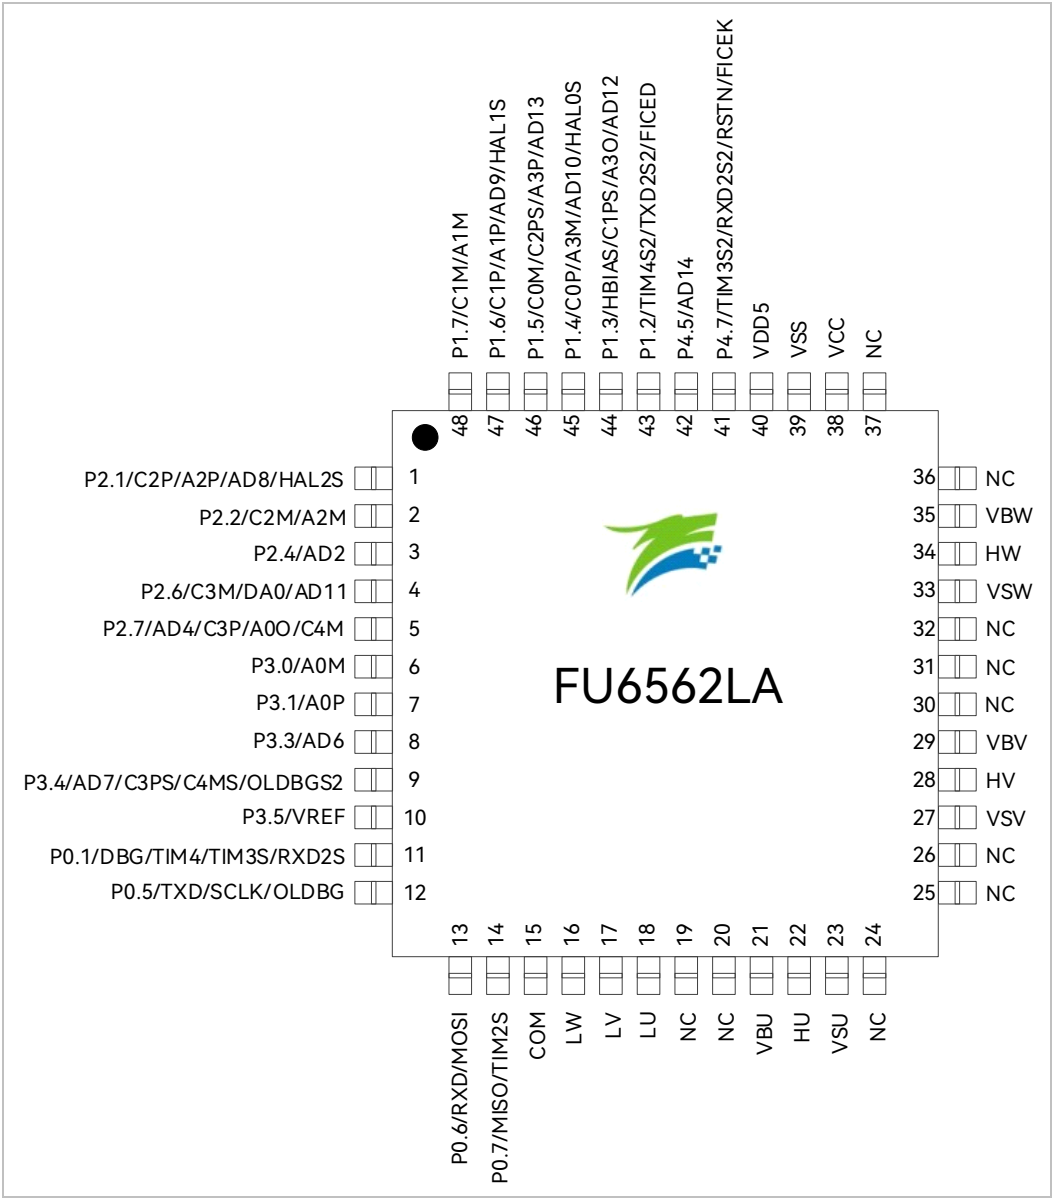 P1.7/C1M/A1M
P1.6/C1P/A1P/AD9/HAL1S
P1.5/C0M/C2PS/A3P/AD13
P1.4/C0P/A3M/AD10/HAL0S
P1.3/HBIAS/C1PS/A3O/AD12
P1.2/TIM4S2/TXD2S2/FICED
P4.5/AD14
P4.7/TIM3S2/RXD2S2/RSTN/FICEK
VDD5
VSS
VCC
NC
48
47
46
45
44
43
42
41
40
39
38
37
P2.1/C2P/A2P/AD8/HAL2S 1
P2.2/C2M/A2M 2
P2.4/AD2 3
P2.6/C3M/DA0/AD11 4
P2.7/AD4/C3P/A0O/C4M 5
P3.0/A0M 6
P3.1/A0P 7
P3.3/AD6 8
P3.4/AD7/C3PS/C4MS/OLDBGS2 9
P3.5/VREF 10
P0.1/DBG/TIM4/TIM3S/RXD2S 11
P0.5/TXD/SCLK/OLDBG 12
FU6562LA
36 NC
35 VBW
34 HW
33 VSW
32 NC
31 NC
30 NC
29 VBV
28 HV
27 VSV
26 NC
25 NC
13
14
15
16
17
18
19
20
21
22
23
24
P0.6/RXD/MOSI
P0.7/MISO/TIM2S
COM
LW
LV
LU
NC
NC
VBU
HU
VSU
NC